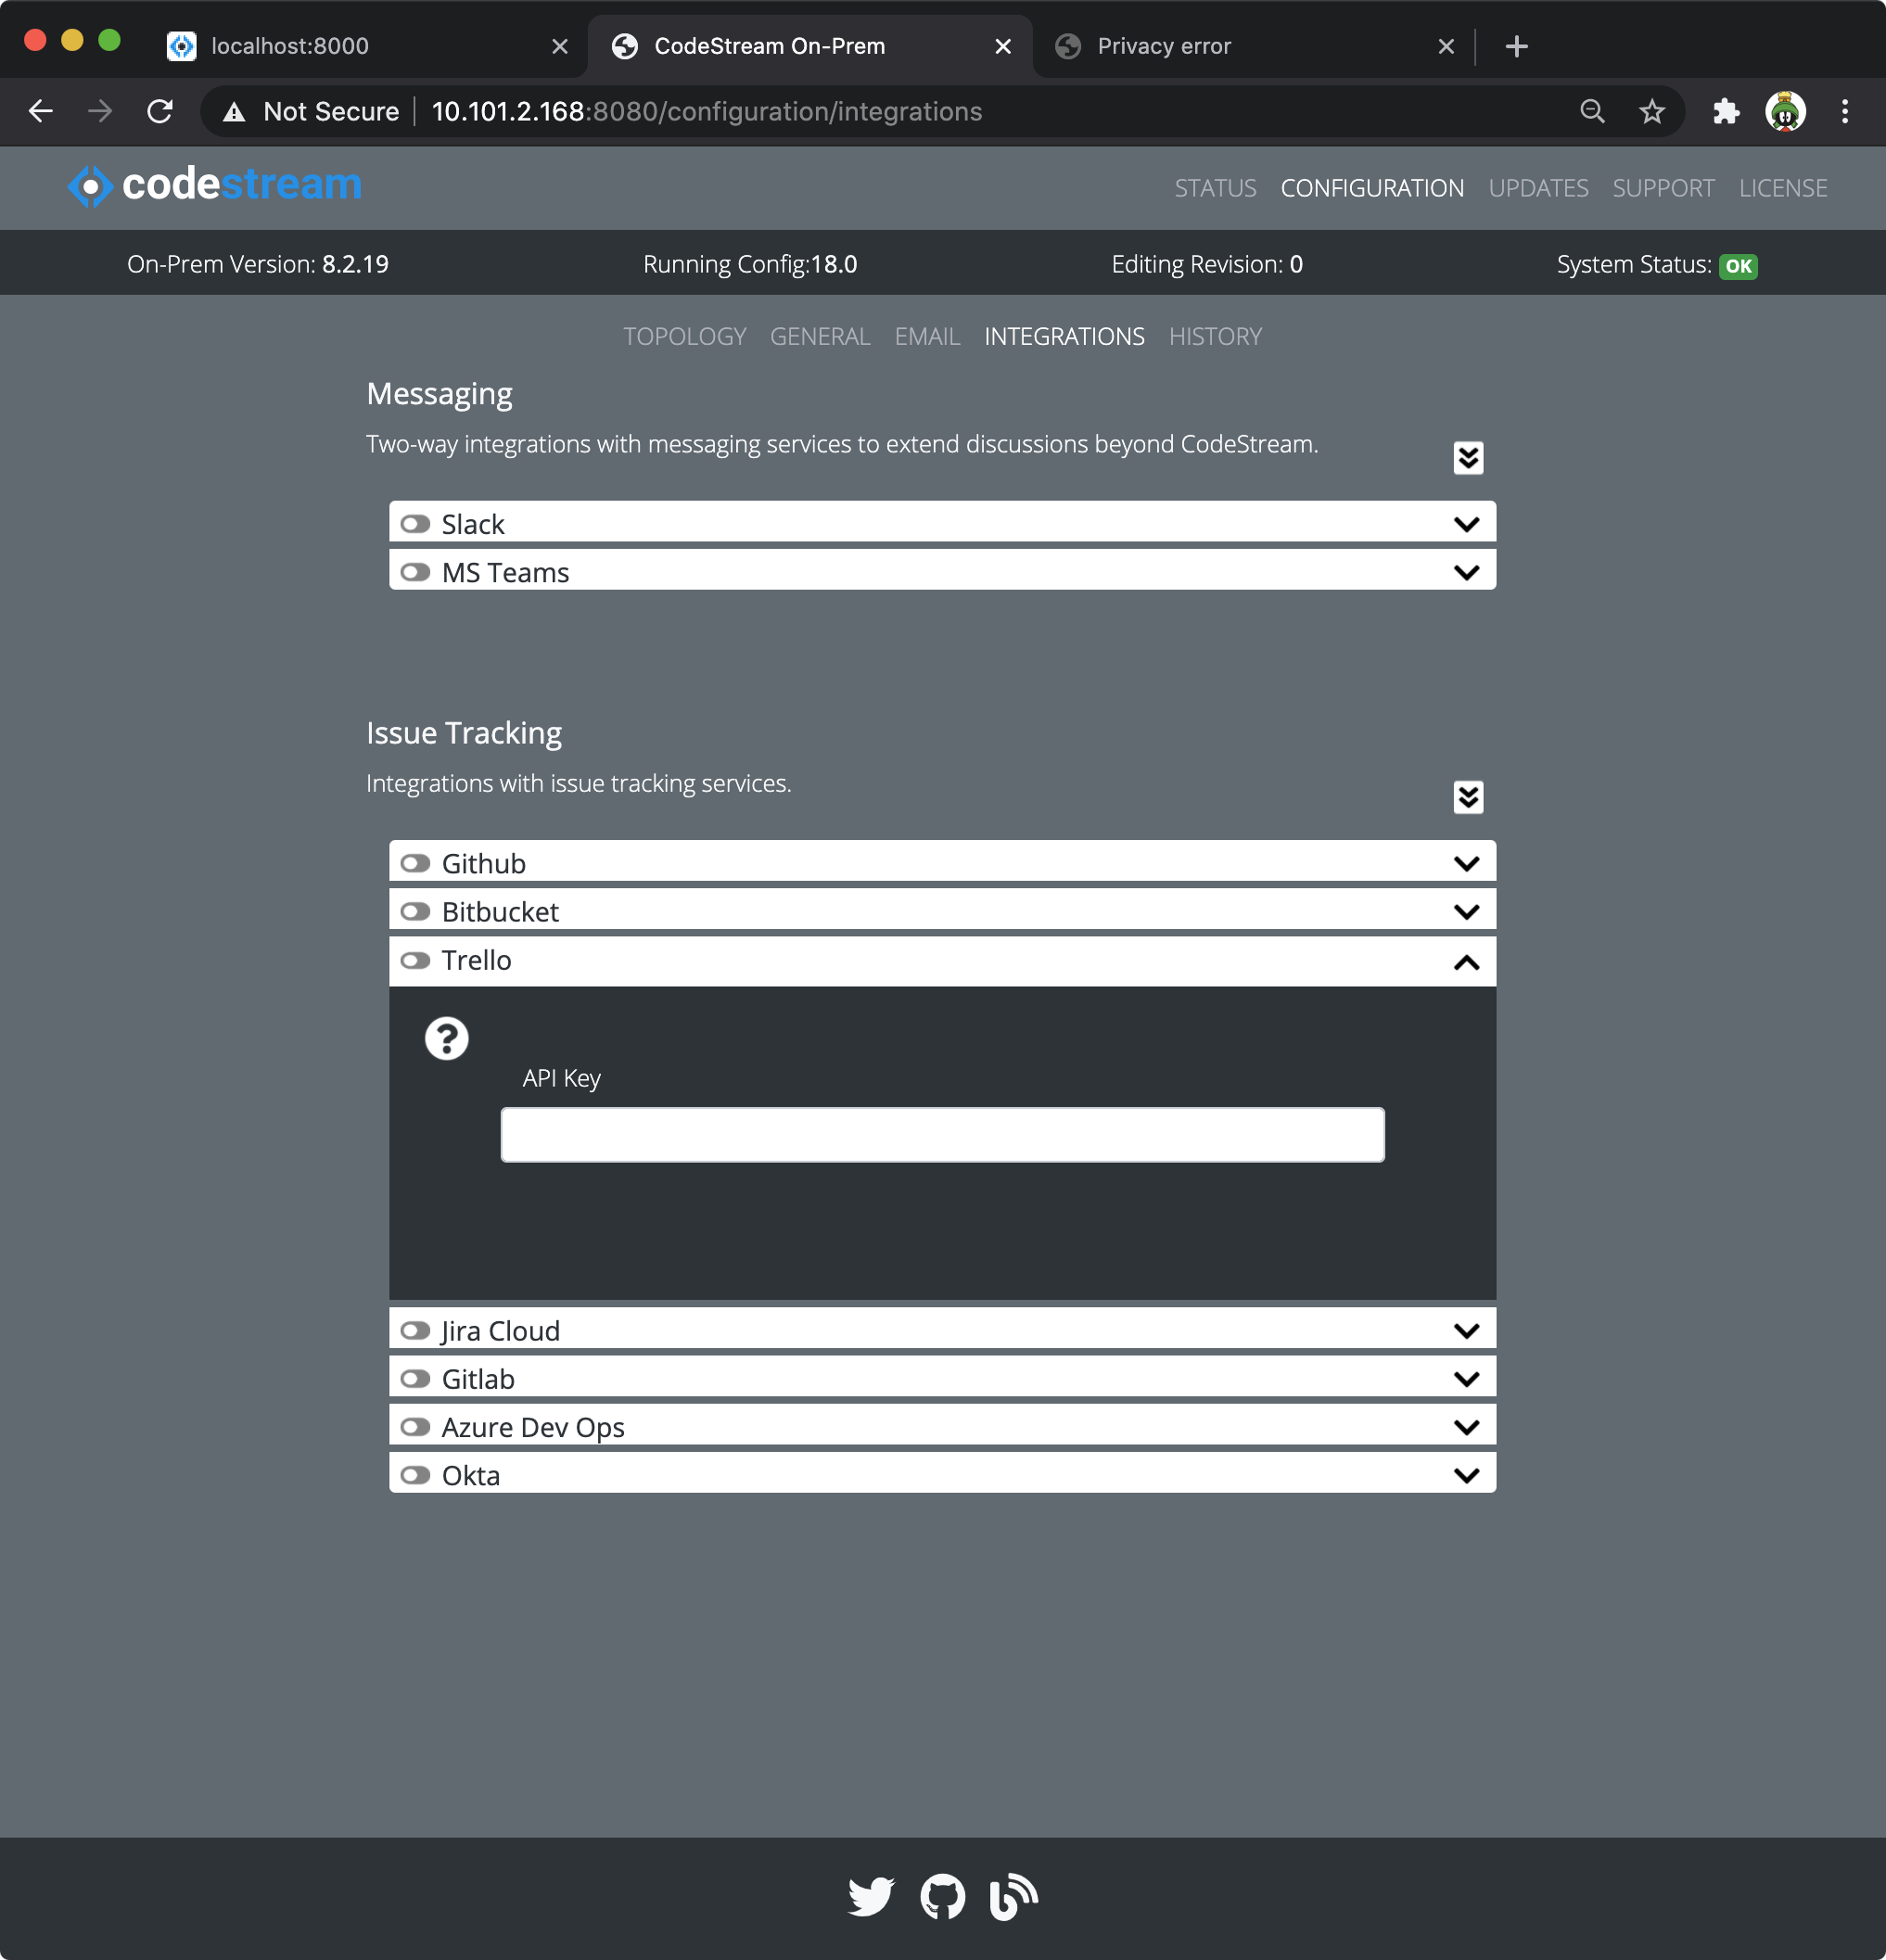 localhost:8000 CodeStream On-Prem Privacy error
Not Secure 10.101.2.168:8080/configuration/integrations
codestream STATUS CONFIGURATION UPDATES SUPPORT LICENSE
On-Prem Version: 8.2.19 Running Config:18.0 Editing Revision: 0 System Status: OK
TOPOLOGY GENERAL EMAIL INTEGRATIONS HISTORY
Messaging
Two-way integrations with messaging services to extend discussions beyond CodeStream.
Slack
MS Teams
Issue Tracking
Integrations with issue tracking services.
Github
Bitbucket
Trello
API Key
Jira Cloud
Gitlab
Azure Dev Ops
Okta